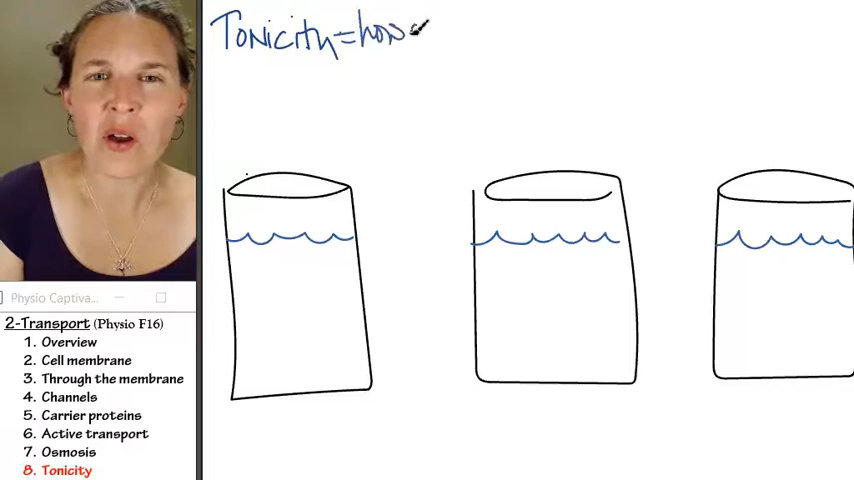 Tonicity = how
Physio Captiva...
2-Transport (Physio F16)
1. Overview
2. Cell membrane
3. Through the membrane
4. Channels
5. Carrier proteins
6. Active transport
7. Osmosis
8. Tonicity